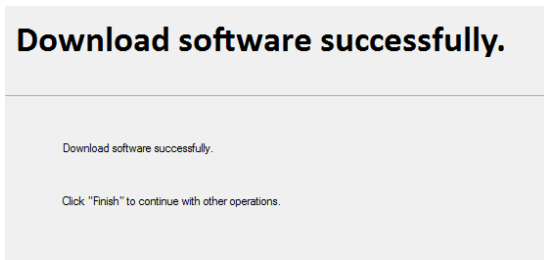 Download software successfully.
Download software successfully.
Click "Finish" to continue with other operations.